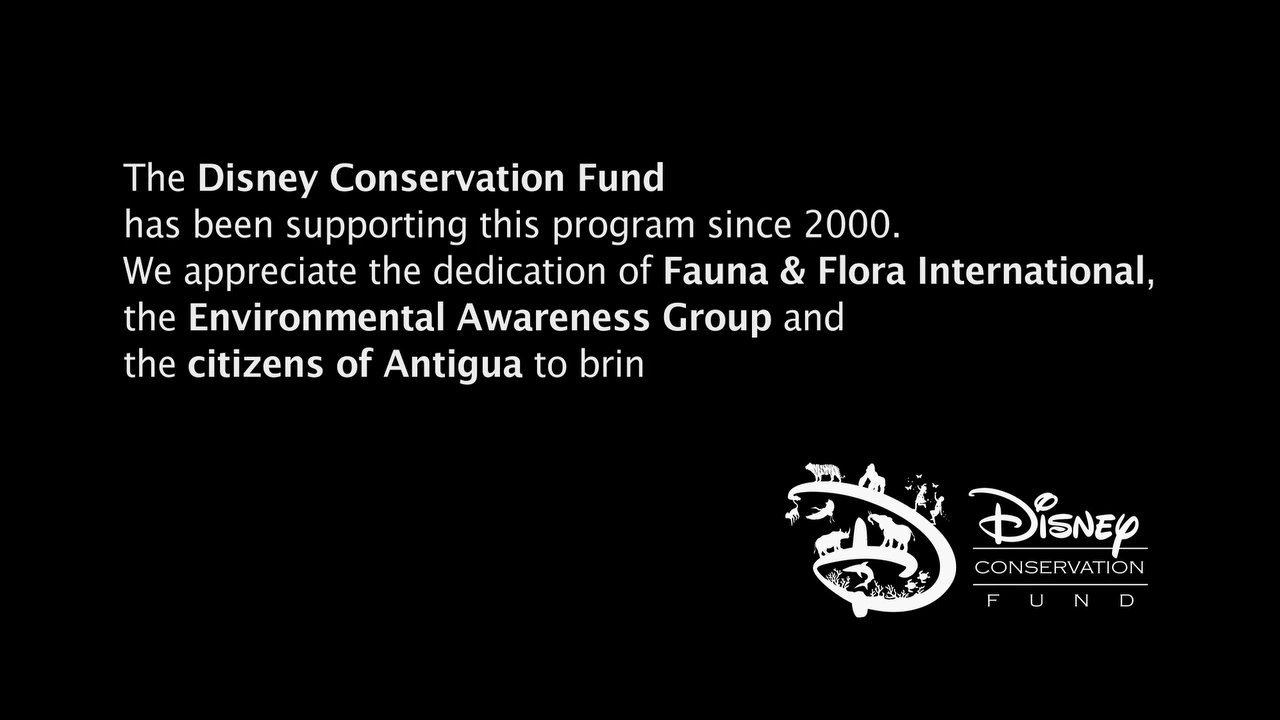 The Disney Conservation Fund
has been supporting this program since 2000.
We appreciate the dedication of Fauna & Flora International,
the Environmental Awareness Group and
the citizens of Antigua to brin
Disney
CONSERVATION
FUND